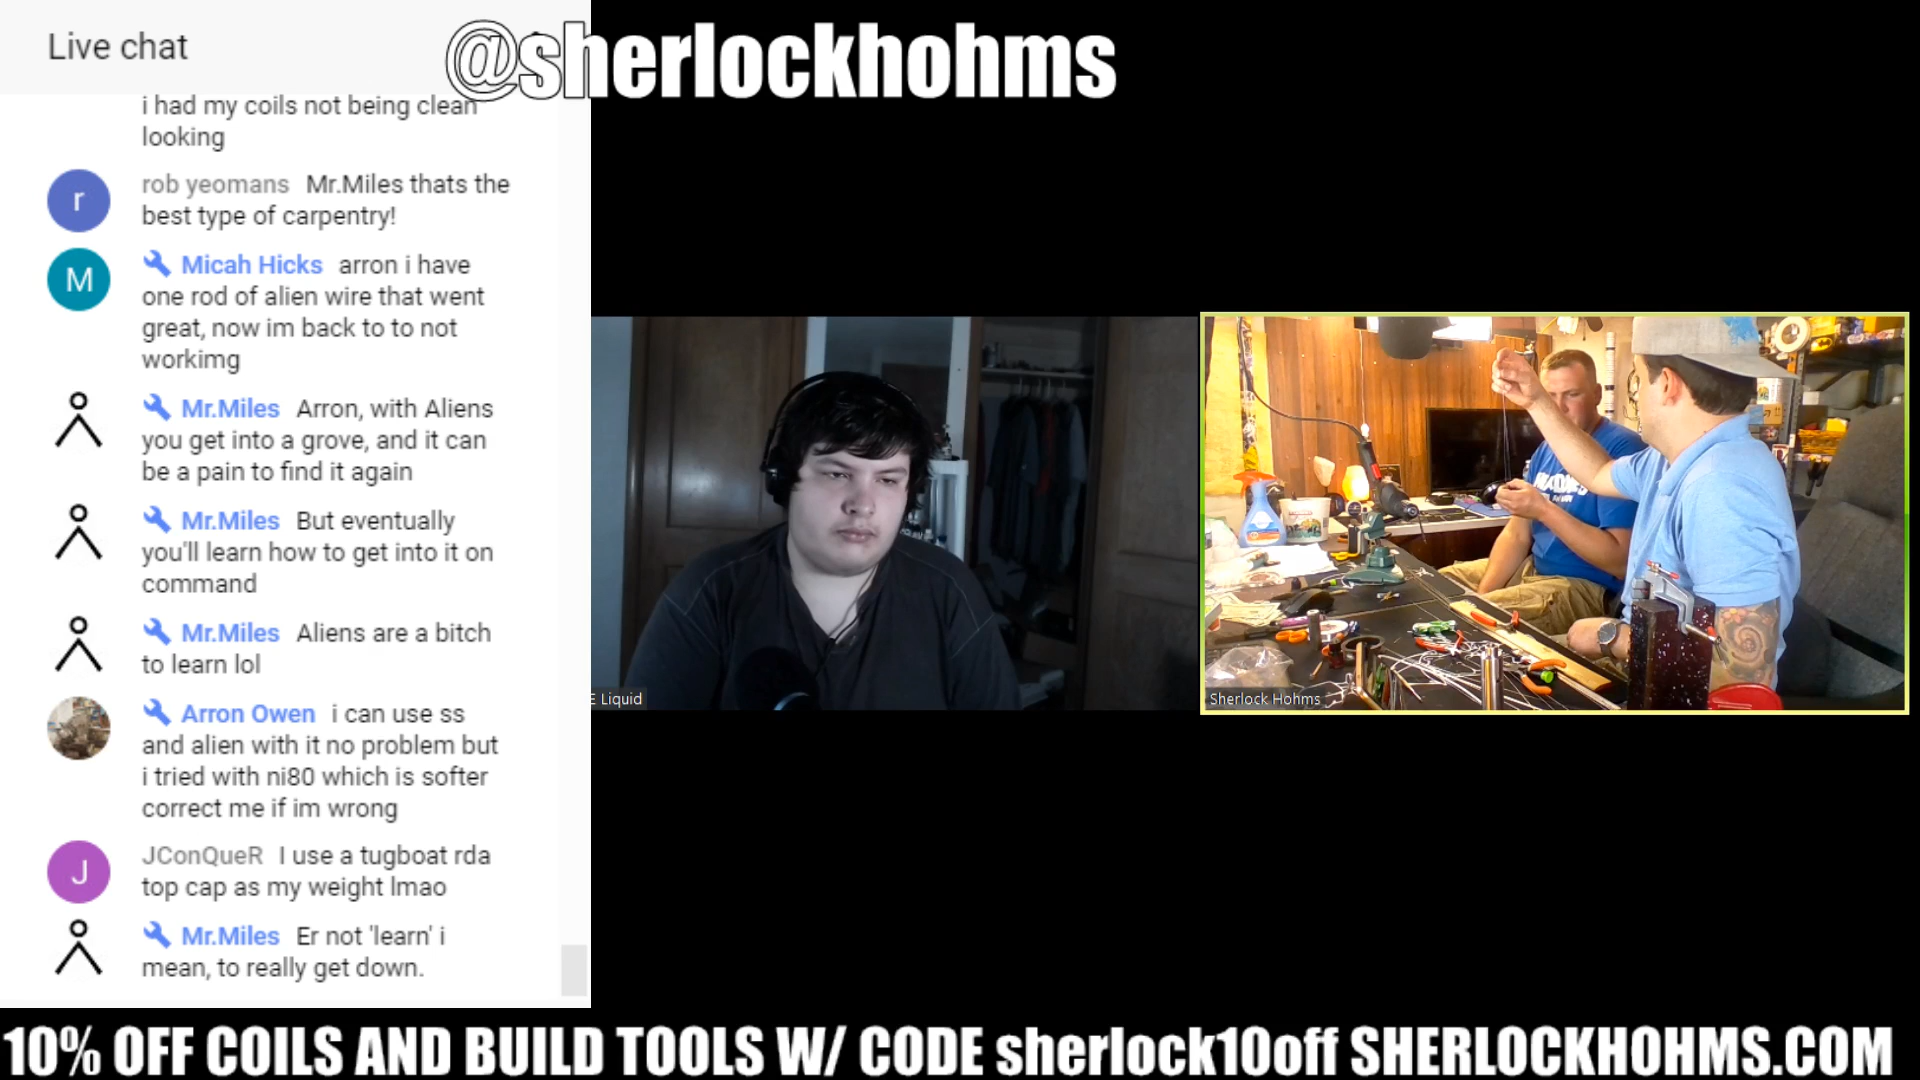 Live chat
@sherlockhohms
i had my coils not being clean
looking
r
rob yeomans Mr.Miles thats the
best type of carpentry!
M
Micah Hicks arron i have
one rod of alien wire that went
great, now im back to to not
workimg
Mr.Miles Arron, with Aliens
you get into a grove, and it can
be a pain to find it again
Mr.Miles But eventually
you'll learn how to get into it on
command
Mr.Miles Aliens are a bitch
to learn lol
Arron Owen i can use ss
and alien with it no problem but
i tried with ni80 which is softer
correct me if im wrong
J
JConQueR I use a tugboat rda
top cap as my weight lmao
Mr.Miles Er not 'learn' i
mean, to really get down.
E Liquid
Sherlock Hohms
10% OFF COILS AND BUILD TOOLS W/ CODE sherlock10off SHERLOCKHOHMS.COM